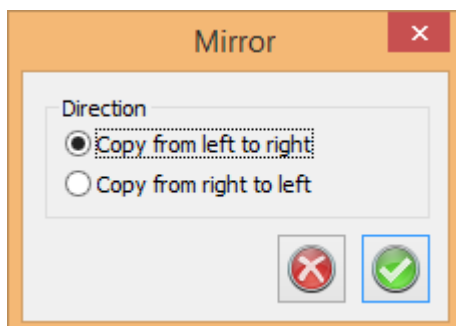 Mirror
Direction
Copy from left to right
Copy from right to left